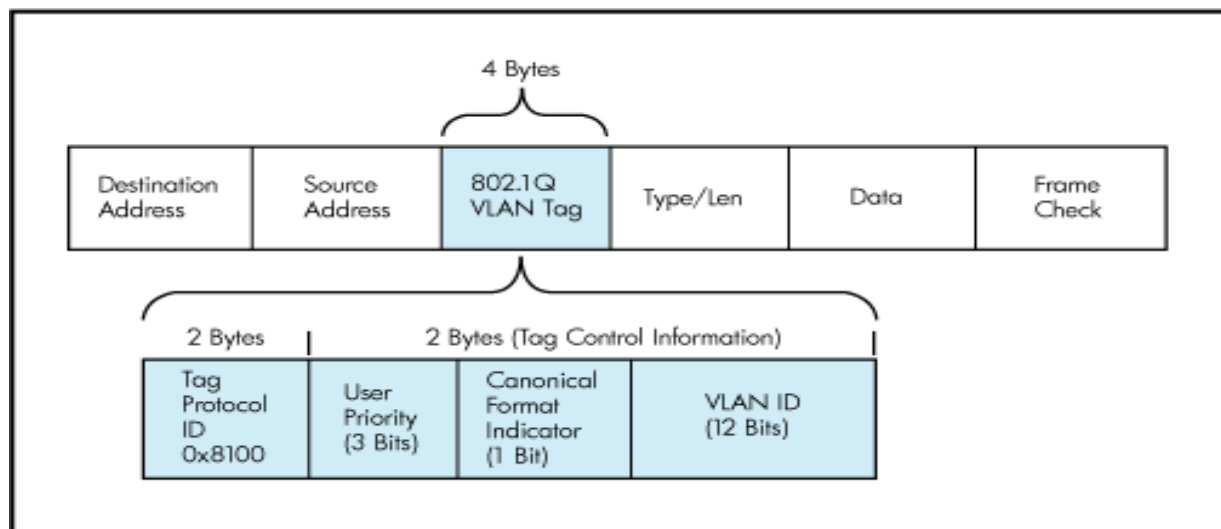 4 Bytes
Destination
Address
Source
Address
802.1Q
VLAN Tag
Type/Len
Data
Frame
Check
2 Bytes
2 Bytes (Tag Control Information)
Tag
Protocol
ID
0x8100
User
Priority
(3 Bits)
Canonical
Format
Indicator
(1 Bit)
VLAN ID
(12 Bits)